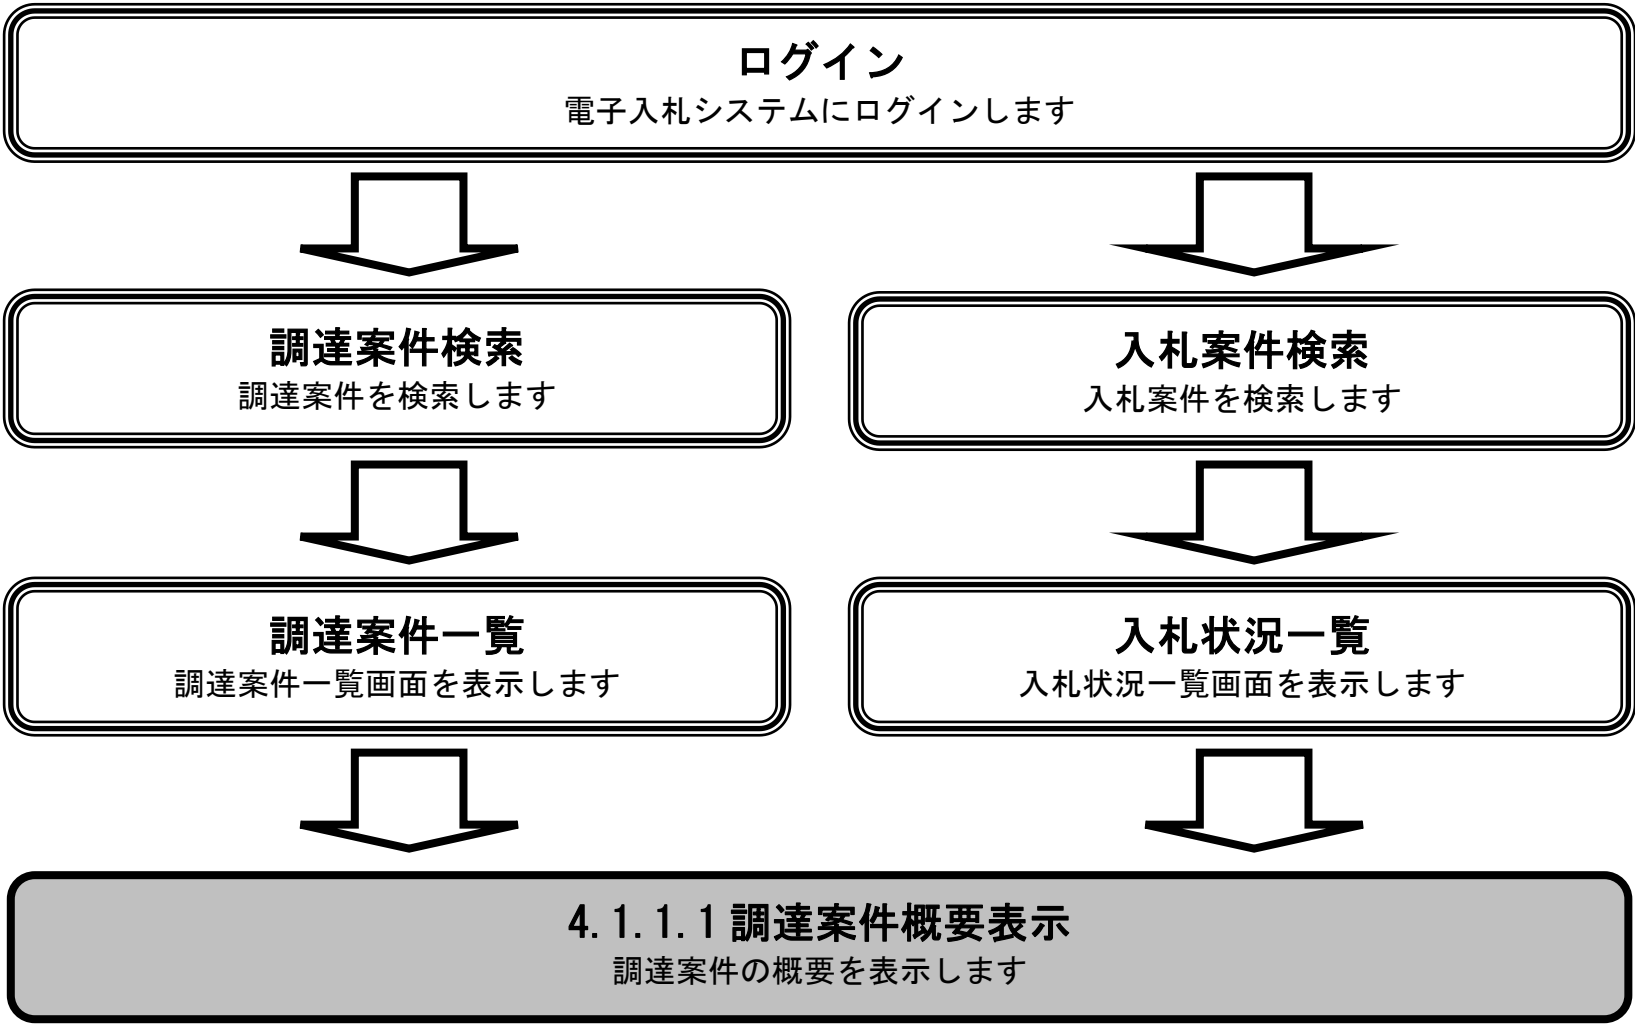 ログイン
電子入札システムにログインします
調達案件検索
調達案件を検索します
入札案件検索
入札案件を検索します
調達案件一覧
調達案件一覧画面を表示します
入札状況一覧
入札状況一覧画面を表示します
4.1.1.1調達案件概要表示
調達案件の概要を表示します